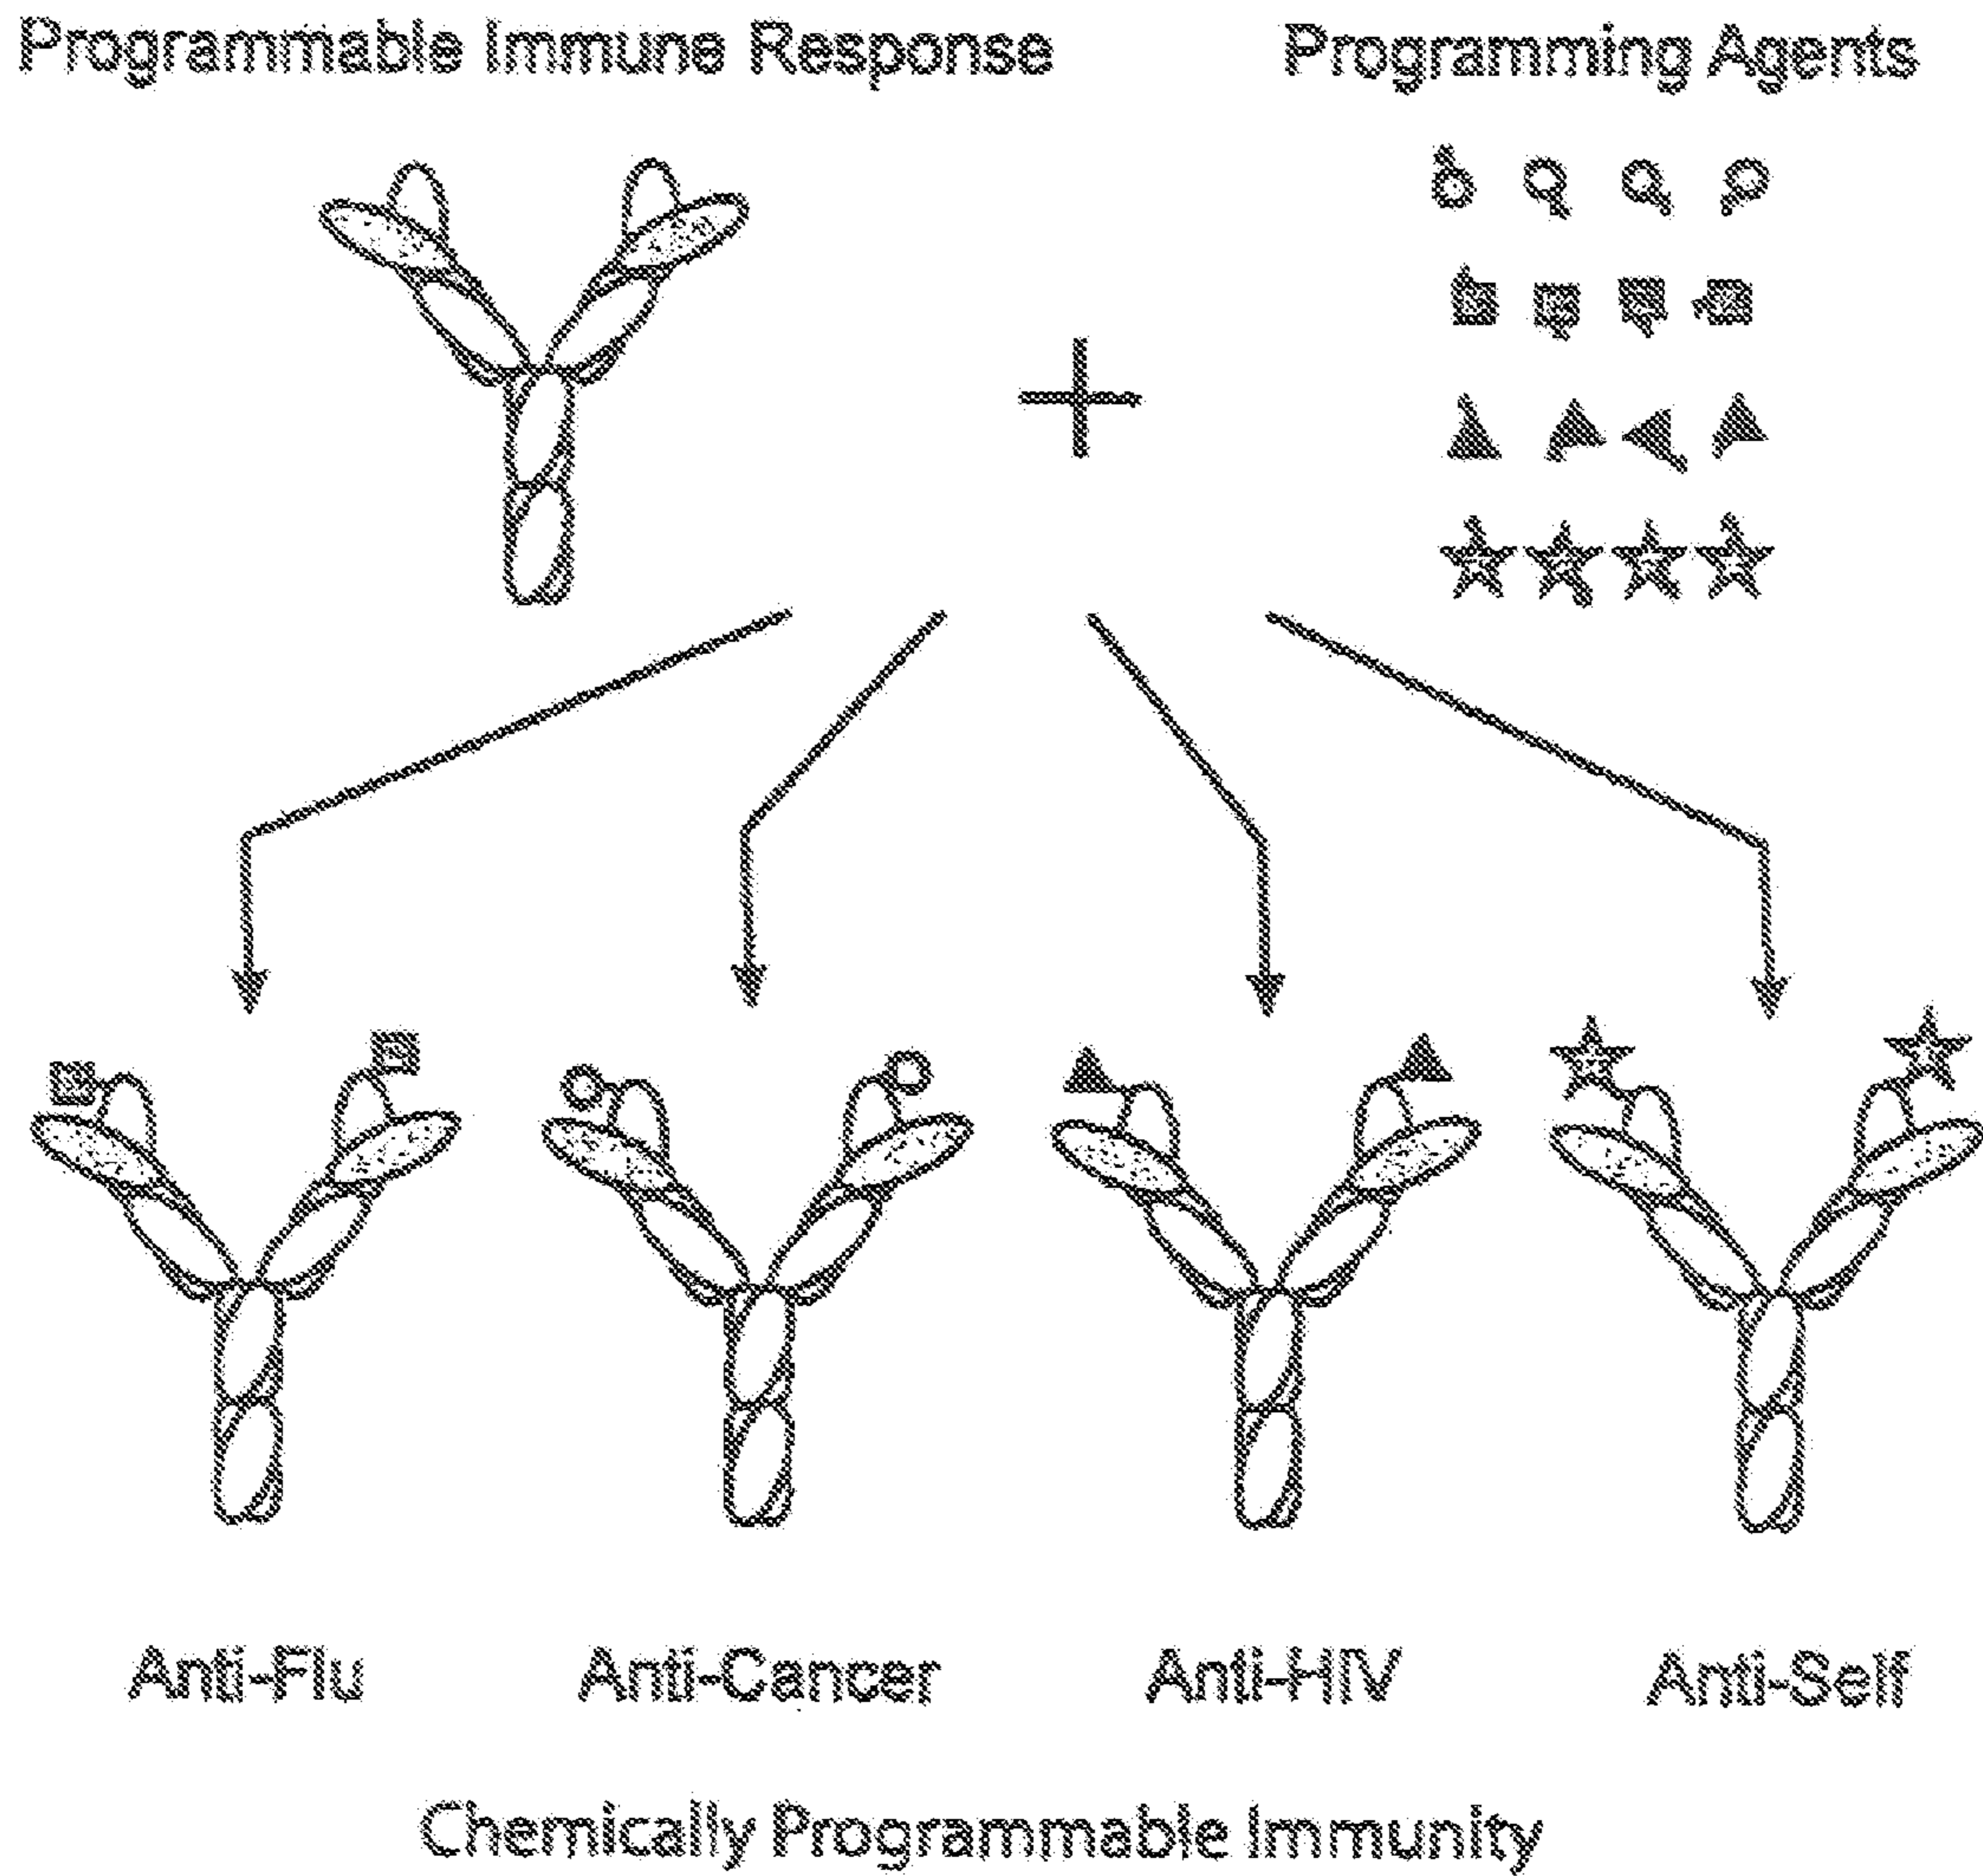 Programmable Immune Response
Programming Agents
Anti-Flu
Anti-Cancer
Anti-HIV
Anti-Self
Chemically Programmable Immunity